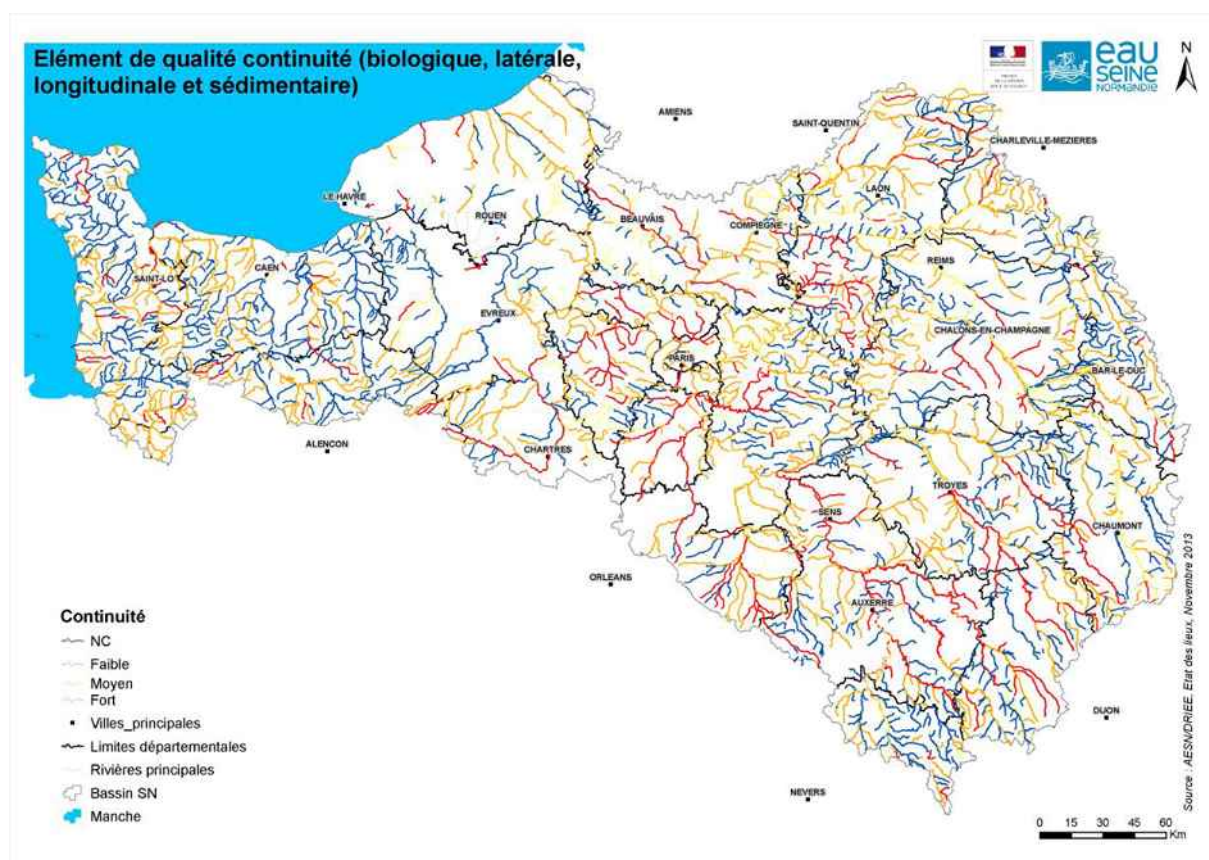 Elément de qualité continuité (biologique, latérale,
longitudinale et sédimentaire)
eau
SEINE
NORMANDIE
N
AMIENS
SAINT-QUENTIN
CHARLEVILLE-MEZIERES
LE HAVRE
ROUEN
BEAUVAIS
COMPIEGNE
LAON
SAINT-LO
CAEN
REIMS
EVREUX
CHALONS-EN-CHAMPAGNE
PARIS
BAR-LE-DUC
ALENCON
CHARTRES
TROYES
SENS
CHAUMONT
ORLEANS
AUXERRE
DIJON
NEVERS
Continuité
NC
Faible
Moyen
Fort
Villes_principales
Limites départementales
Rivières principales
Bassin SN
Manche
Source : AESN/DRIEE, Etat des lieux, Novembre 2013
0 15 30 45 60
Km